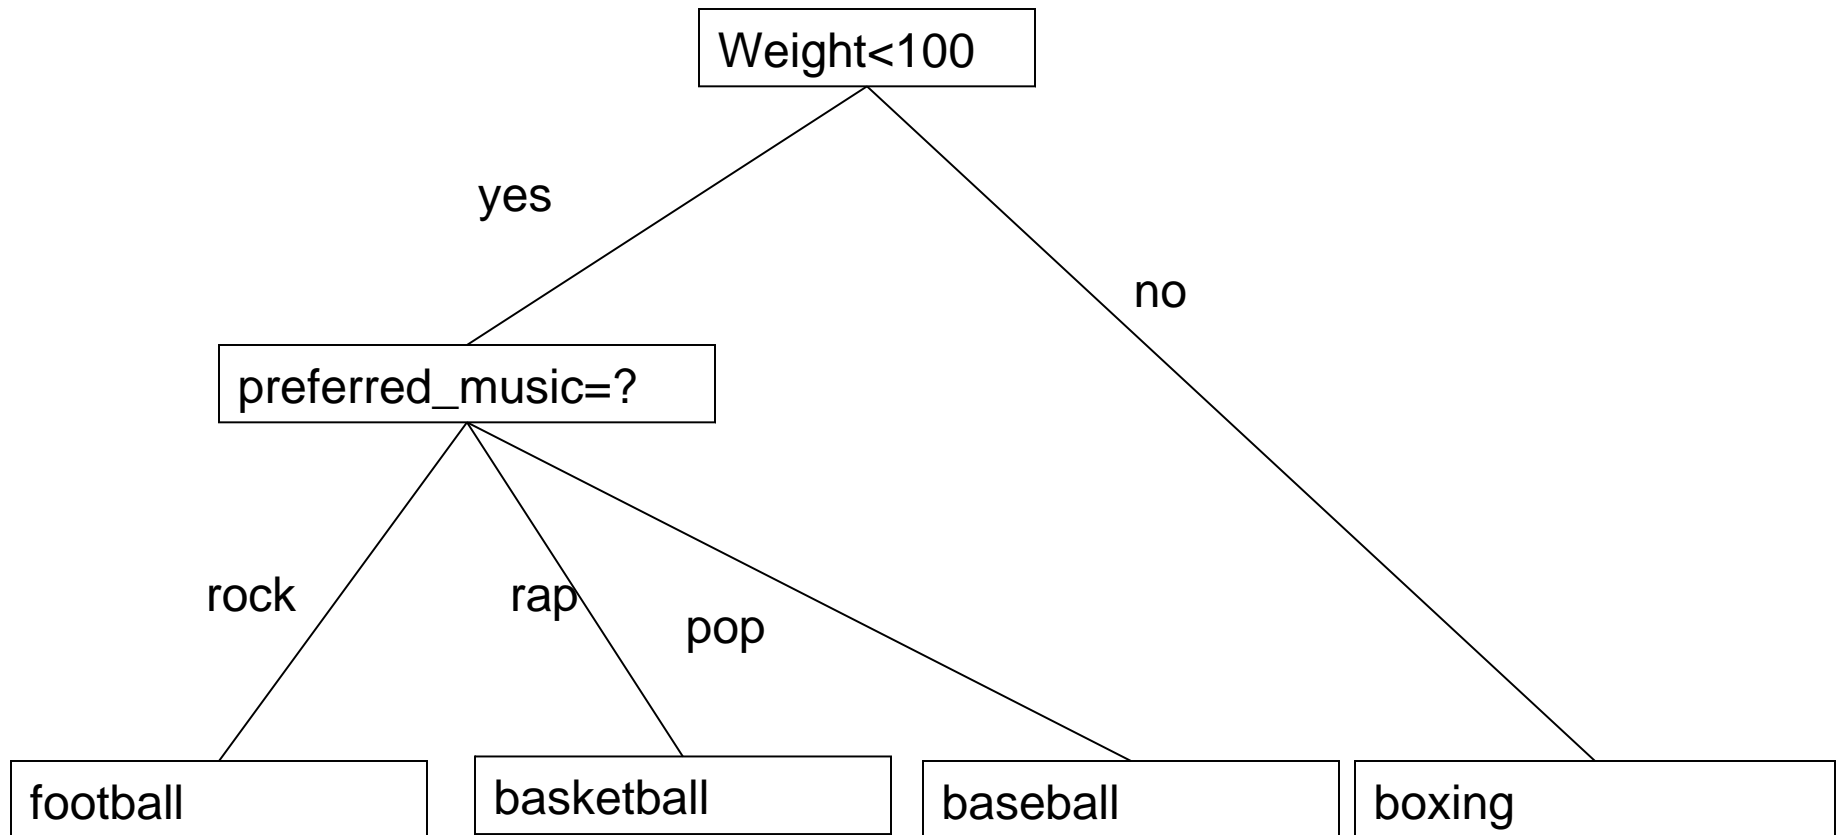 Weight<100
yes
no
preferred_music=?
rock
rap
pop
football
basketball
baseball
boxing